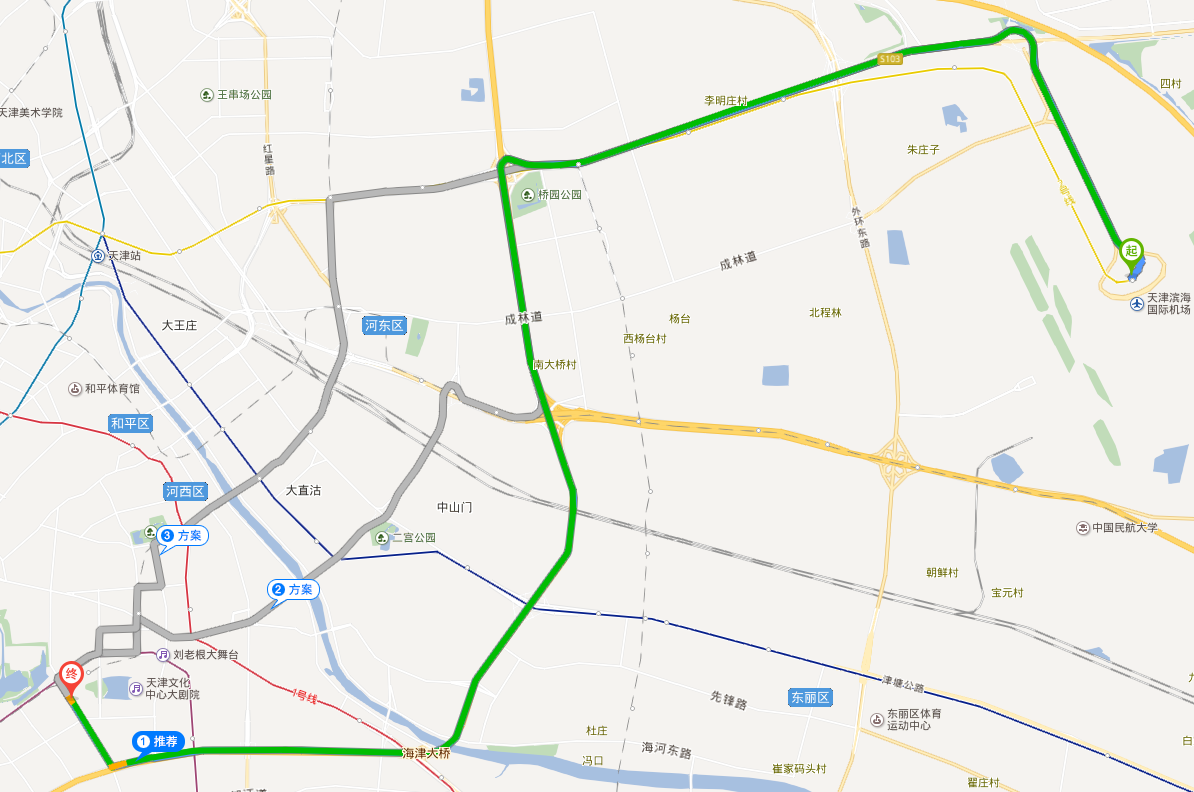 S103
四村
王串场公园
李明庄村
天津美术学院
红星路
朱庄子
北区
桥园公园
外环东路
起
天津站
成林道
天津滨海
国际机场
成林道
北程林
杨台
大王庄
河东区
西杨台村
南大桥村
和平体育馆
和平区
河西区
大直沽
中山门
中国民航大学
3 方案
二宫公园
朝鲜村
2 方案
宝元村
刘老根大舞台
终
天津文化
中心大剧院
1号线
津塘公路
先锋路
东丽区
东丽区体育
运动中心
杜庄
1 推荐
海津大桥
海河东路
冯口
崔家码头村
白
翟庄村